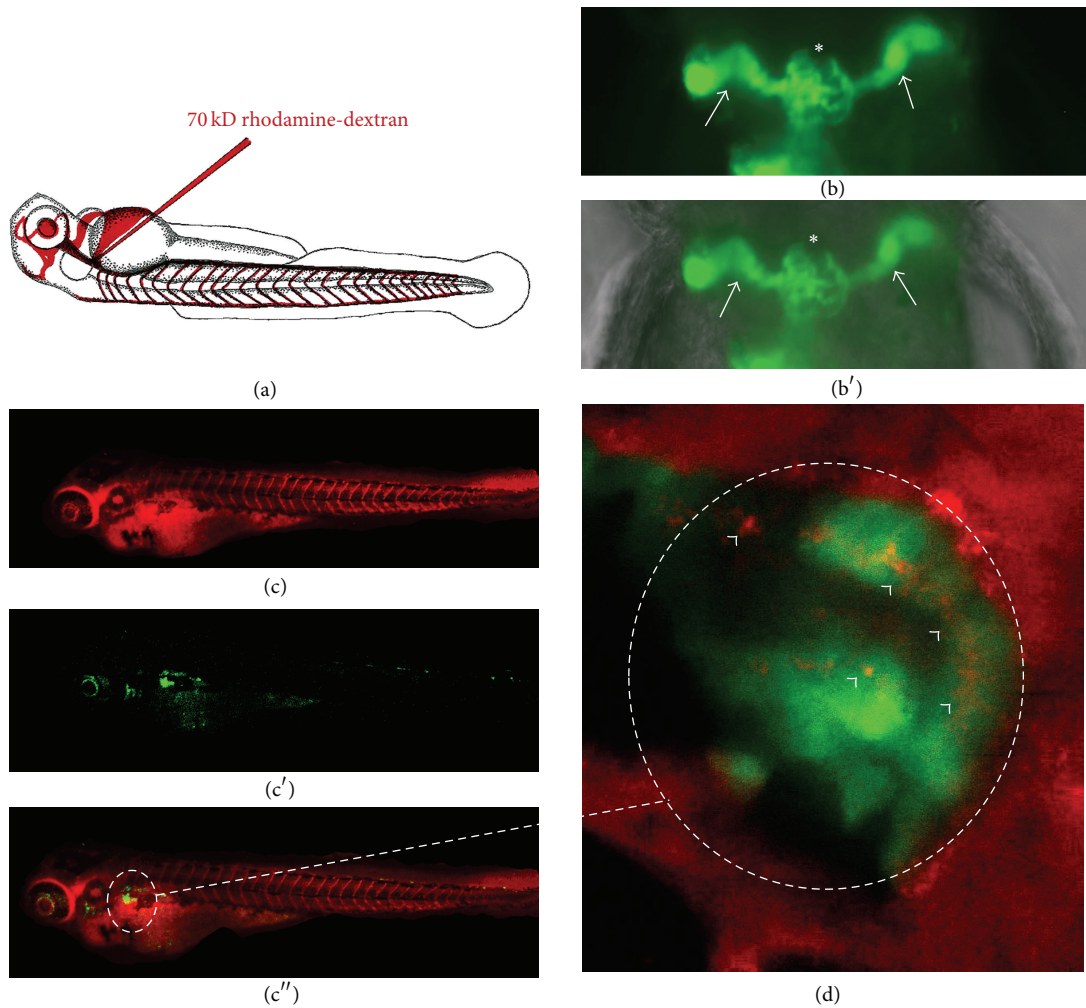 70 kD rhodamine-dextran
(a)
*
(b)
*
(b′)
(c)
(c′)
(c″)
(d)